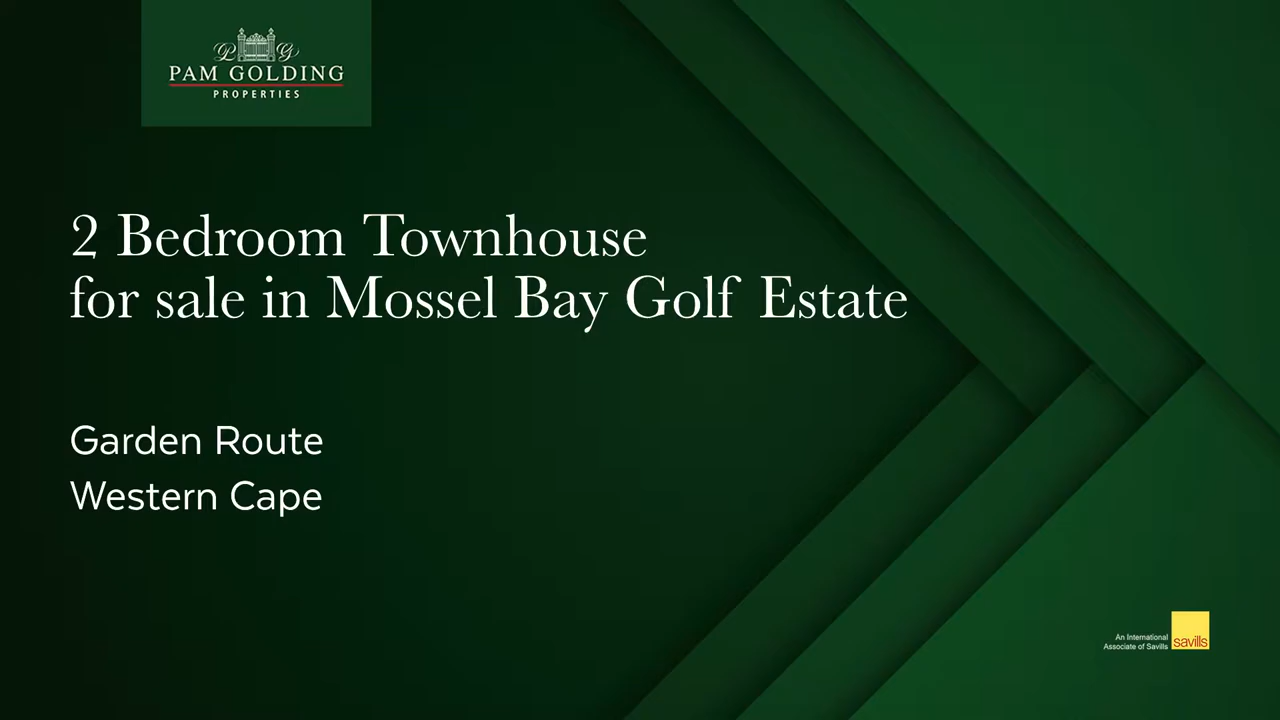 P G
PAM GOLDING
PROPERTIES
2 Bedroom Townhouse
for sale in Mossel Bay Golf Estate
Garden Route
Western Cape
An International
Associate of Savills
savills